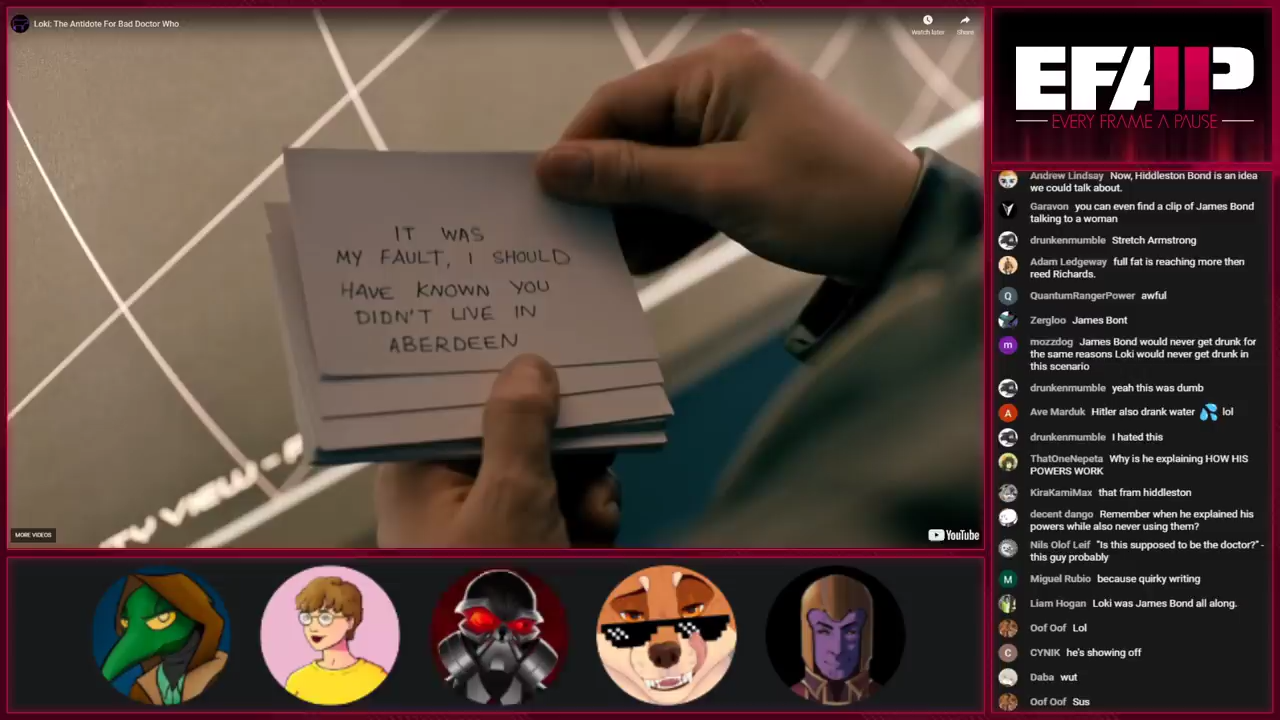 Loki: The Antidote For Bad Doctor Who
Watch later
Share
IT WAS
MY FAULT, I SHOULD
HAVE KNOWN YOU
DIDN'T LIVE IN
ABERDEEN
TV VIEW
MORE VIDEOS
YouTube
EFAP
EVERY FRAME A PAUSE
Andrew Lindsay Now, Hiddleston Bond is an idea
we could talk about.
Garavon you can even find a clip of James Bond
talking to a woman
drunkenmumble Stretch Armstrong
Adam Ledgeway full fat is reaching more then
reed Richards.
Q QuantumRangerPower awful
Zergloo James Bont
m mozzdog James Bond would never get drunk for
the same reasons Loki would never get drunk in
this scenario
drunkenmumble yeah this was dumb
A Ave Marduk Hitler also drank water 💦 lol
drunkenmumble I hated this
ThatOneNepeta Why is he explaining HOW HIS
POWERS WORK
KiraKamiMax that fram hiddleston
decent dango Remember when he explained his
powers while also never using them?
Nils Olof Leif "Is this supposed to be the doctor?" -
this guy probably
M Miguel Rubio because quirky writing
Liam Hogan Loki was James Bond all along.
Oof Oof Lol
C CYNIK he's showing off
Daba wut
Oof Oof Sus